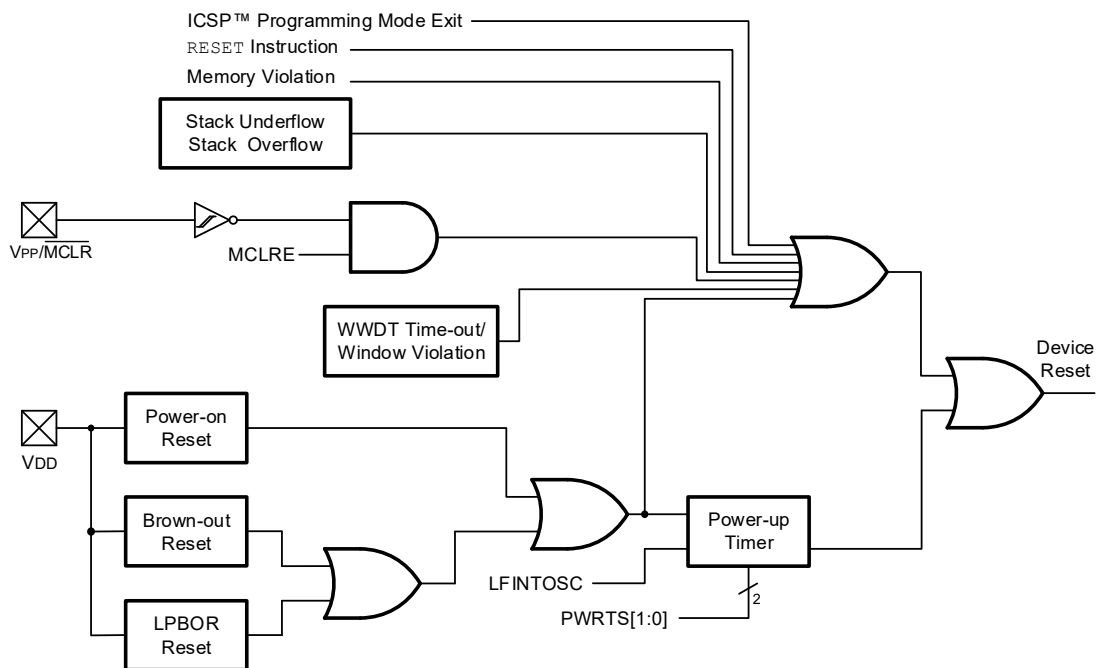 ICSP™ Programming Mode Exit
RESET Instruction
Memory Violation
Stack Underflow
Stack Overflow
VPP/MCLR
MCLRE
WWDT Time-out/
Window Violation
Device
Reset
Power-on
Reset
VDD
Brown-out
Reset
Power-up
Timer
LFINTOSC
2
PWRTS[1:0]
LPBOR
Reset